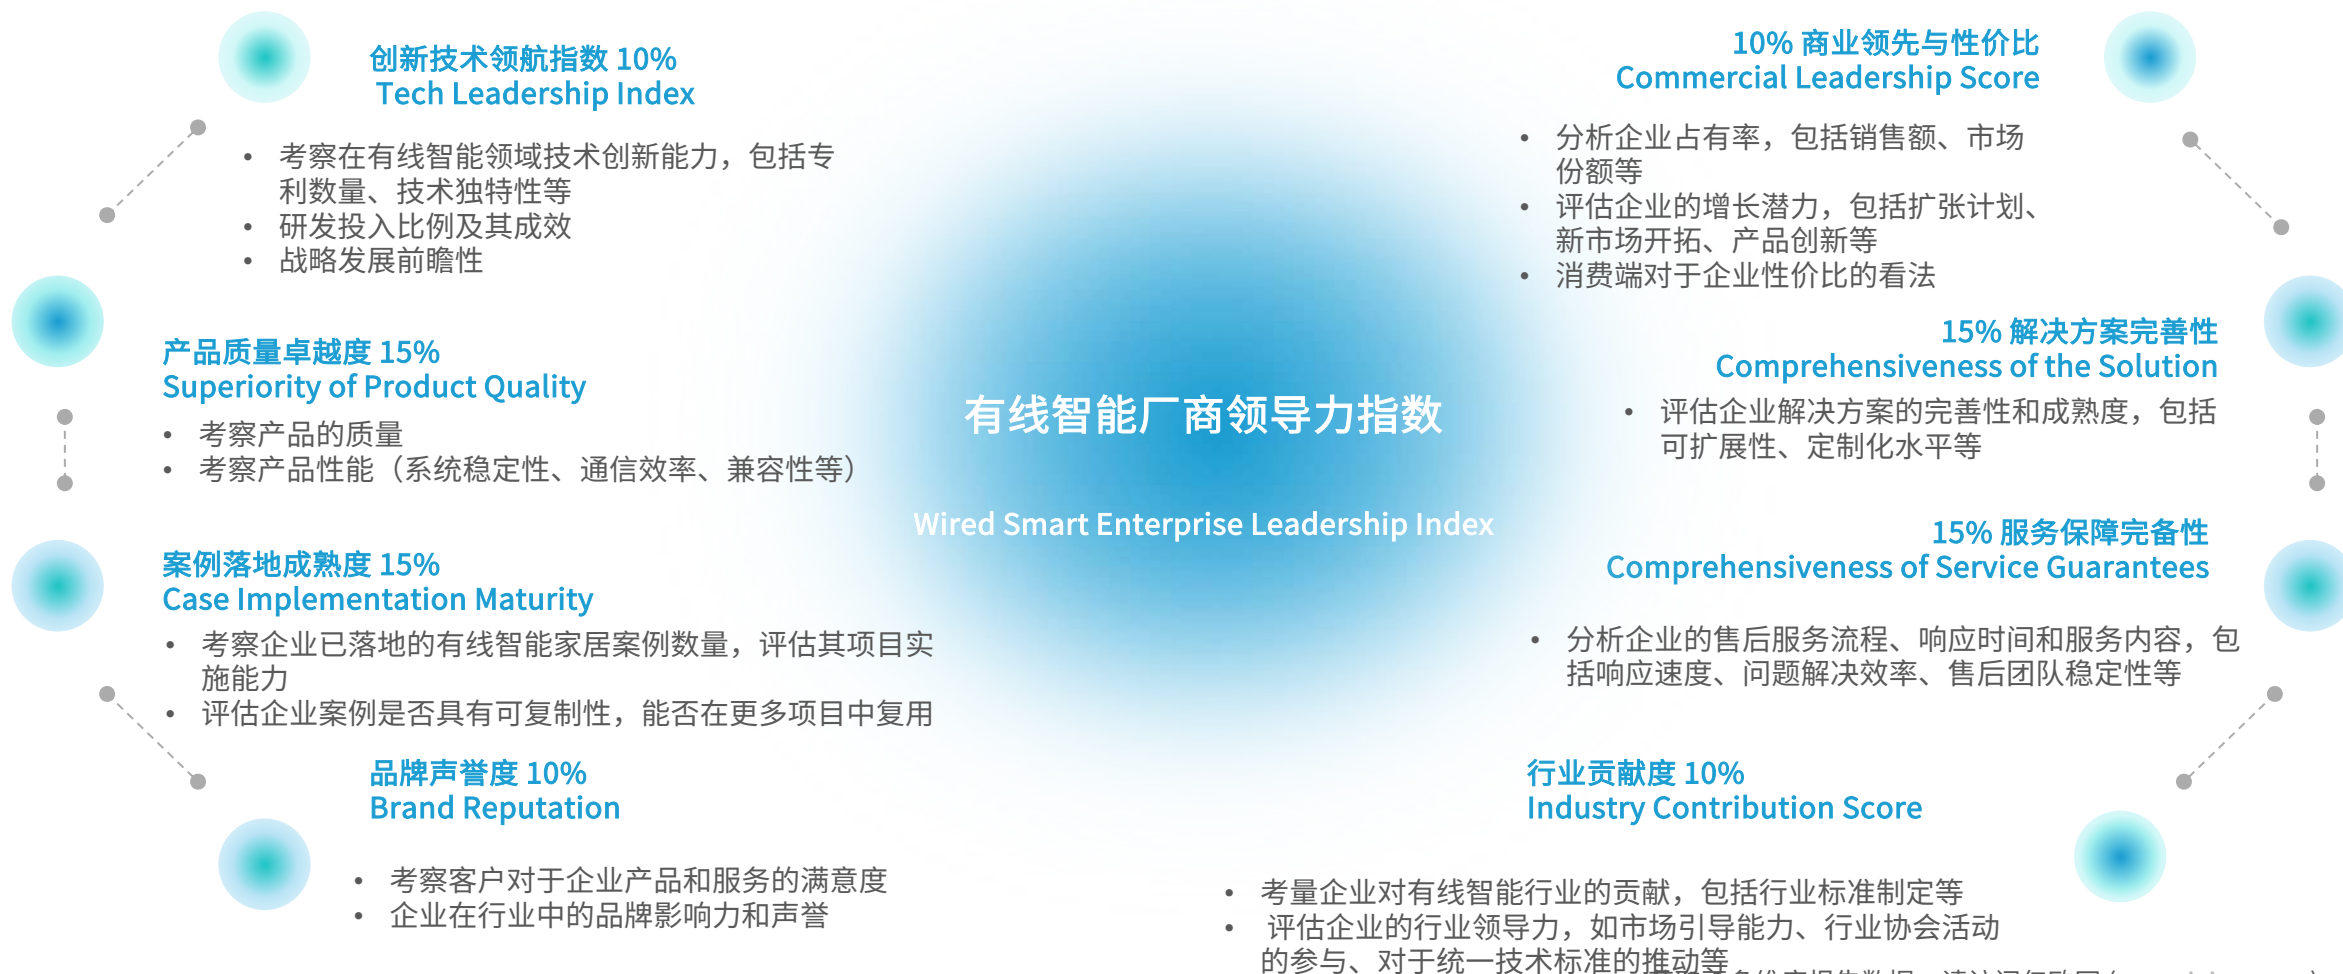 创新技术领航指数 10%
Tech Leadership Index
• 考察在有线智能领域技术创新能力，包括专
利数量、技术独特性等
• 研发投入比例及其成效
• 战略发展前瞻性
产品质量卓越度 15%
Superiority of Product Quality
• 考察产品的质量
• 考察产品性能（系统稳定性、通信效率、兼容性等）
案例落地成熟度 15%
Case Implementation Maturity
• 考察企业已落地的有线智能家居案例数量，评估其项目实
施能力
• 评估企业案例是否具有可复制性，能否在更多项目中复用
品牌声誉度 10%
Brand Reputation
• 考察客户对于企业产品和服务的满意度
• 企业在行业中的品牌影响力和声誉
有线智能厂商领导力指数
Wired Smart Enterprise Leadership Index
10% 商业领先与性价比
Commercial Leadership Score
• 分析企业占有率，包括销售额、市场
份额等
• 评估企业的增长潜力，包括扩张计划、
新市场开拓、产品创新等
• 消费端对于企业性价比的看法
15% 解决方案完善性
Comprehensiveness of the Solution
• 评估企业解决方案的完善性和成熟度，包括
可扩展性、定制化水平等
15% 服务保障完备性
Comprehensiveness of Service Guarantees
• 分析企业的售后服务流程、响应时间和服务内容，包
括响应速度、问题解决效率、售后团队稳定性等
行业贡献度 10%
Industry Contribution Score
• 考量企业对有线智能行业的贡献，包括行业标准制定等
• 评估企业的行业领导力，如市场引导能力、行业协会活动
的参与、对于统一技术标准的推动等